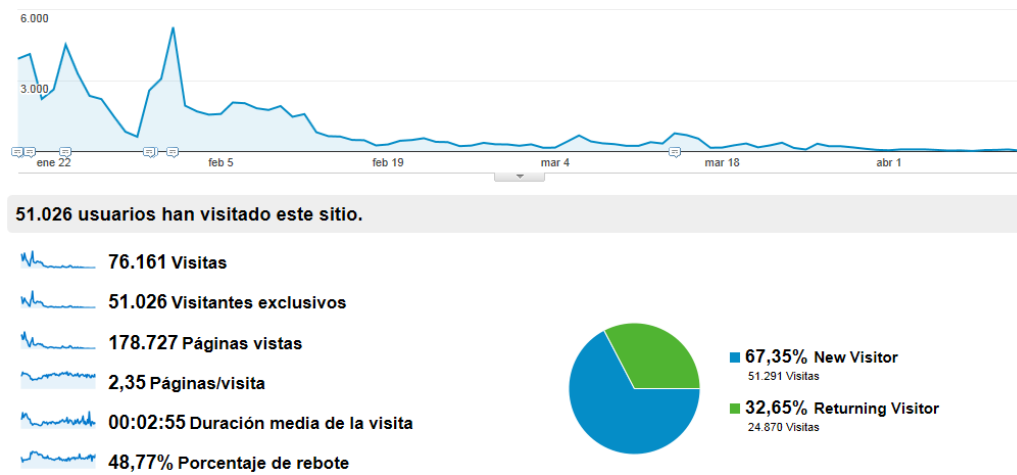 6.000
3.000
ene 22 feb 5 feb 19 mar 4 mar 18 abr 1
51.026 usuarios han visitado este sitio.
76.161 Visitas
51.026 Visitantes exclusivos
178.727 Páginas vistas
2,35 Páginas/visita
00:02:55 Duración media de la visita
48,77% Porcentaje de rebote
67,35% New Visitor
51.291 Visitas
32,65% Returning Visitor
24.870 Visitas